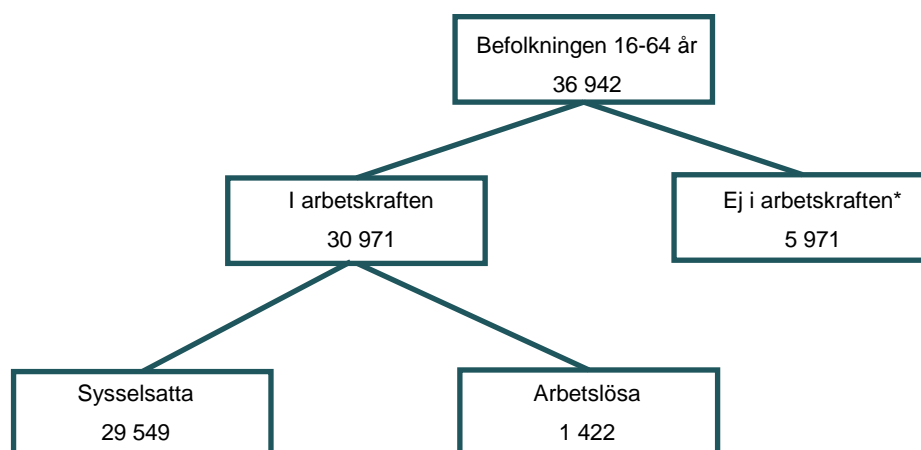 Befolkningen 16-64 år
36 942
I arbetskraften
30 971
Ej i arbetskraften*
5 971
Sysselsatta
29 549
Arbetslösa
1 422